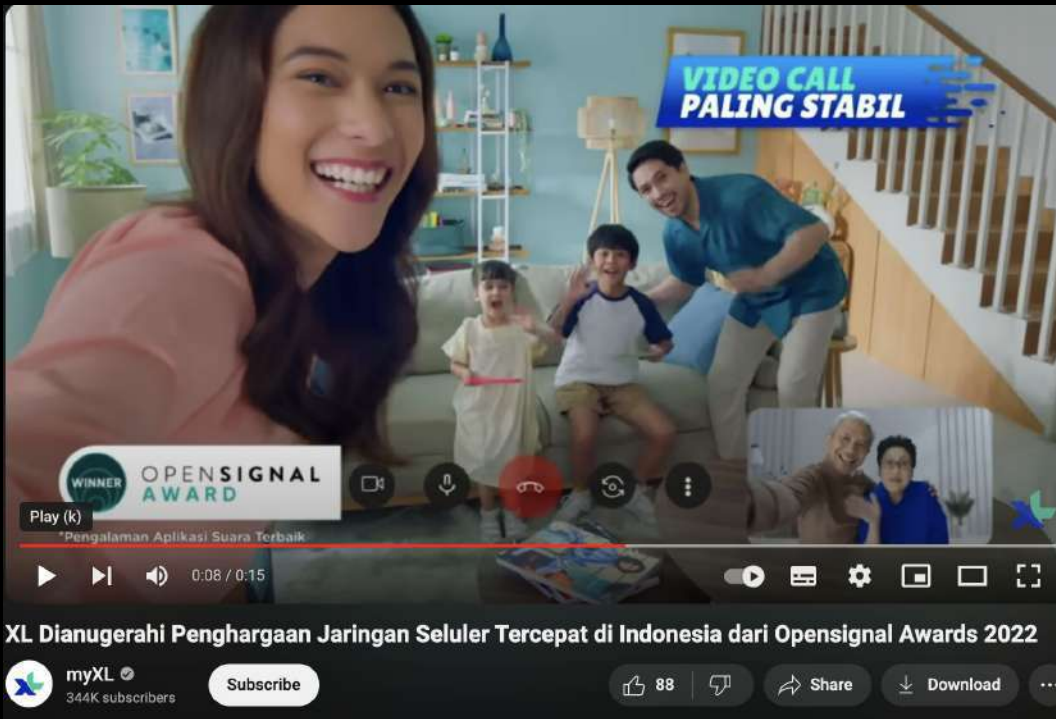 VIDEO CALL
PALING STABIL
WINNER
OPENSIGNAL
AWARD
Play (k)
*Pengalaman Aplikasi Suara Terbaik
0:08 / 0:15
XL Dianugerahi Penghargaan Jaringan Seluler Tercepat di Indonesia dari Opensignal Awards 2022
myXL
344K subscribers
Subscribe
88
Share
Download